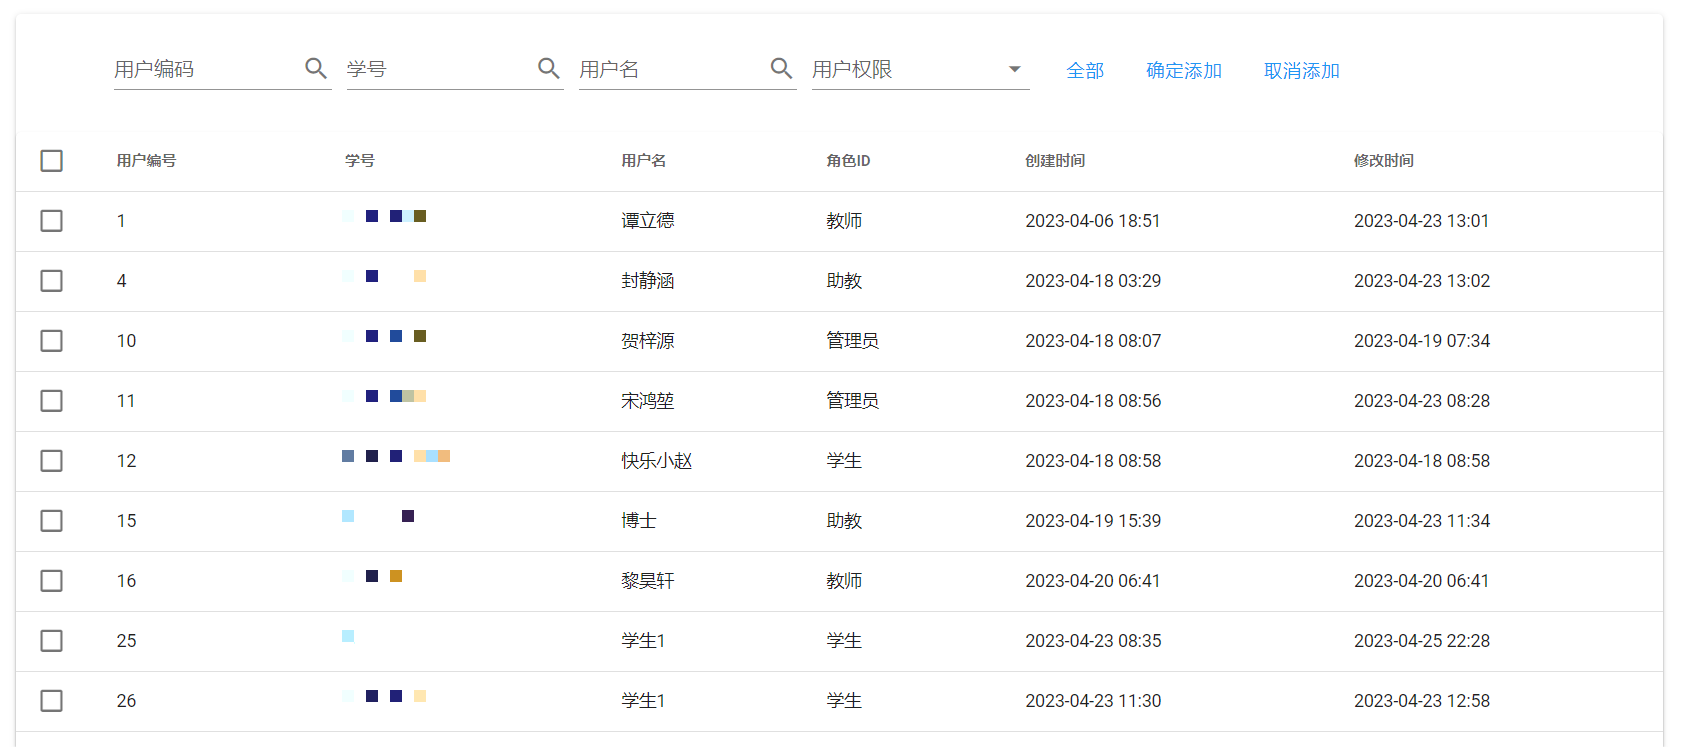 用户编码 学号 用户名 用户权限 全部 确定添加 取消添加
用户编号 学号 用户名 角色ID 创建时间 修改时间
1 谭立德 教师 2023-04-06 18:51 2023-04-23 13:01
4 封静涵 助教 2023-04-18 03:29 2023-04-23 13:02
10 贺梓源 管理员 2023-04-18 08:07 2023-04-19 07:34
11 宋鸿堃 管理员 2023-04-18 08:56 2023-04-23 08:28
12 快乐小赵 学生 2023-04-18 08:58 2023-04-18 08:58
15 博士 助教 2023-04-19 15:39 2023-04-23 11:34
16 黎昊轩 教师 2023-04-20 06:41 2023-04-20 06:41
25 学生1 学生 2023-04-23 08:35 2023-04-25 22:28
26 学生1 学生 2023-04-23 11:30 2023-04-23 12:58